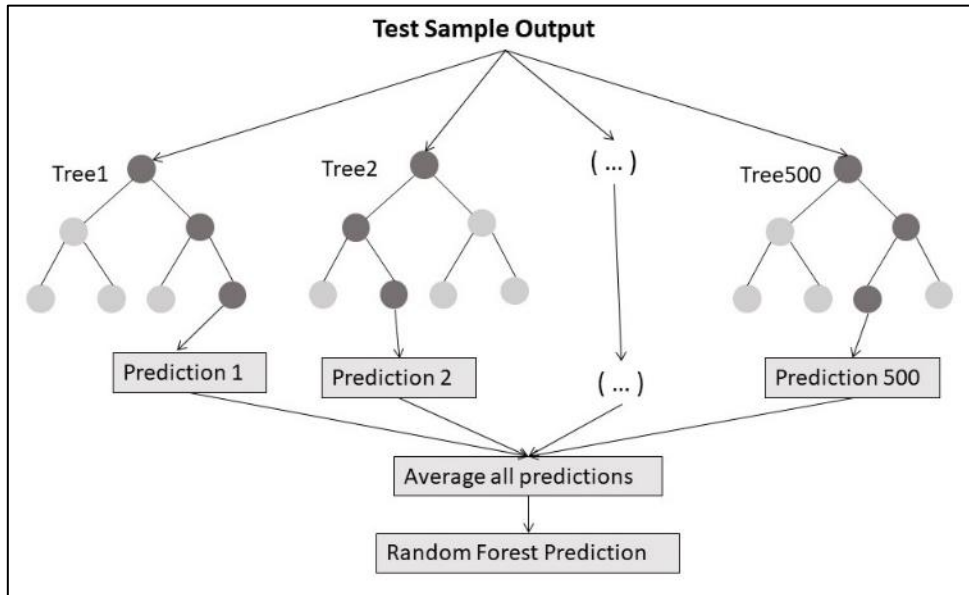 Test Sample Output
Tree1
Tree2
( ... )
Tree500
Prediction 1
Prediction 2
( ... )
Prediction 500
Average all predictions
Random Forest Prediction